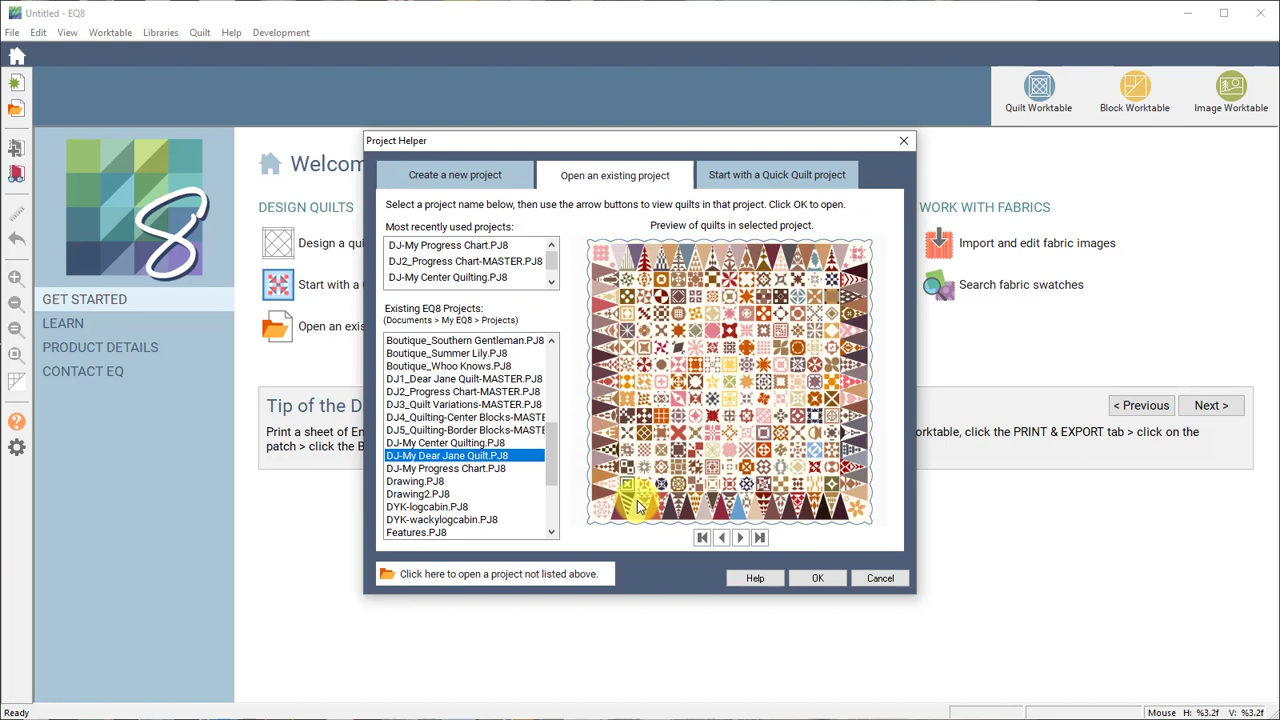 Untitled - EQ8
File Edit View Worktable Libraries Quilt Help Development
Quilt Worktable Block Worktable Image Worktable
8
GET STARTED
LEARN
PRODUCT DETAILS
CONTACT EQ
Welcom
DESIGN QUILTS
Design a qui
Start with a
Open an exis
WORK WITH FABRICS
Import and edit fabric images
Search fabric swatches
Tip of the D
< Previous Next >
Print a sheet of En
patch > click the B
ktable, click the PRINT & EXPORT tab > click on the
Project Helper
Create a new project Open an existing project Start with a Quick Quilt project
Select a project name below, then use the arrow buttons to view quilts in that project. Click OK to open.
Most recently used projects:
DJ-My Progress Chart.PJ8
DJ2_Progress Chart-MASTER.PJ8
DJ-My Center Quilting.PJ8
Preview of quilts in selected project.
Existing EQ8 Projects:
(Documents > My EQ8 > Projects)
Boutique_Southern Gentleman.PJ8
Boutique_Summer Lily.PJ8
Boutique_Whoo Knows.PJ8
DJ1_Dear Jane Quilt-MASTER.PJ8
DJ2_Progress Chart-MASTER.PJ8
DJ3_Quilt Variations-MASTER.PJ8
DJ4_Quilting-Center Blocks-MASTE
DJ5_Quilting-Border Blocks-MASTE
DJ-My Center Quilting.PJ8
DJ-My Dear Jane Quilt.PJ8
DJ-My Progress Chart.PJ8
Drawing.PJ8
Drawing2.PJ8
DYK-logcabin.PJ8
DYK-wackylogcabin.PJ8
Features.PJ8
Click here to open a project not listed above.
Help OK Cancel
Ready
Mouse H: %3.2f V: %3.2f